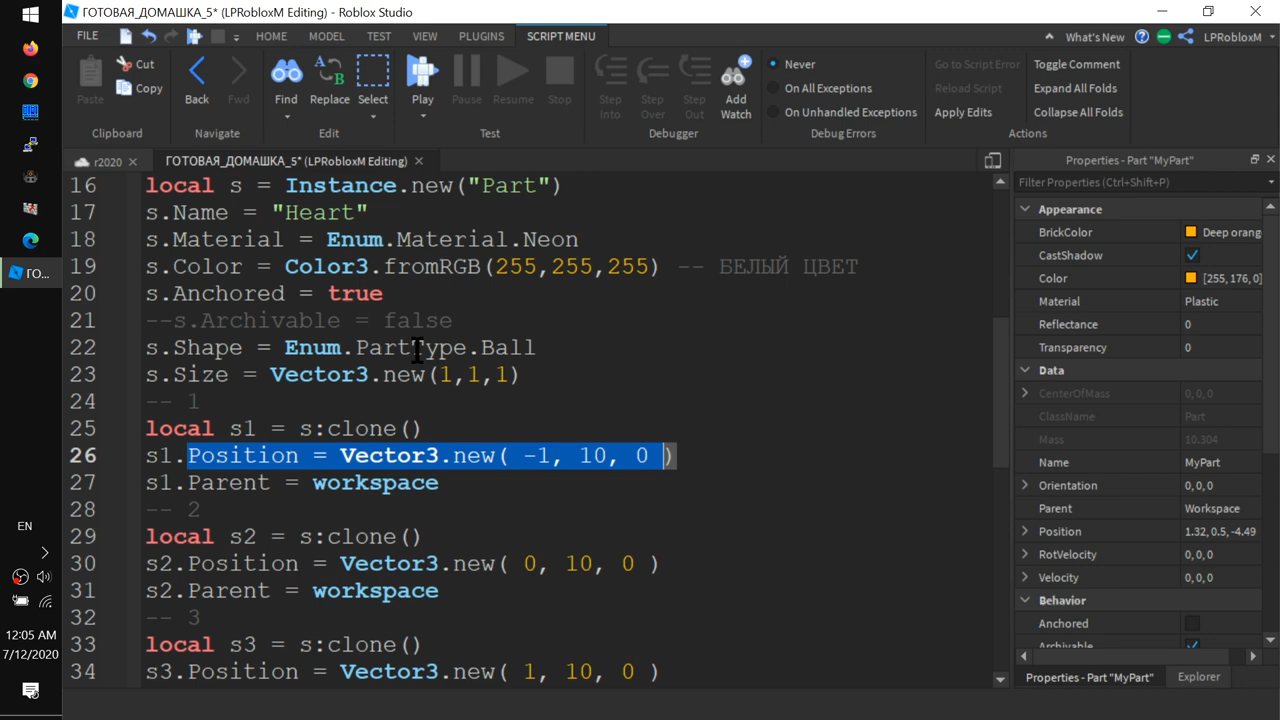 ГОТОВАЯ_ДОМАШКА_5* (LPRobloxM Editing) - Roblox Studio
FILE HOME MODEL TEST VIEW PLUGINS SCRIPT MENU What's New LPRobloxM
Paste Cut Copy Back Fwd Find Replace Select Play Pause Resume Stop Step Into Step Over Step Out Add Watch
Never
On All Exceptions
On Unhandled Exceptions
Go to Script Error Toggle Comment
Reload Script Expand All Folds
Apply Edits Collapse All Folds
Clipboard Navigate Edit Test Debugger Debug Errors Actions
r2020 ГОТОВАЯ_ДОМАШКА_5* (LPRobloxM Editing)
16 local s = Instance.new("Part")
17 s.Name = "Heart"
18 s.Material = Enum.Material.Neon
19 s.Color = Color3.fromRGB(255,255,255) -- БЕЛЫЙ ЦВЕТ
20 s.Anchored = true
21 --s.Archivable = false
22 s.Shape = Enum.PartType.Ball
23 s.Size = Vector3.new(1,1,1)
24 -- 1
25 local s1 = s:clone()
26 s1.Position = Vector3.new( -1, 10, 0 )
27 s1.Parent = workspace
28 -- 2
29 local s2 = s:clone()
30 s2.Position = Vector3.new( 0, 10, 0 )
31 s2.Parent = workspace
32 -- 3
33 local s3 = s:clone()
34 s3.Position = Vector3.new( 1, 10, 0 )
Properties - Part "MyPart"
Filter Properties (Ctrl+Shift+P)
Appearance
BrickColor Deep orang
CastShadow
Color [255, 176, 0]
Material Plastic
Reflectance 0
Transparency 0
Data
CenterOfMass 0, 0, 0
ClassName Part
Mass 10.304
Name MyPart
Orientation 0, 0, 0
Parent Workspace
Position 1.32, 0.5, -4.49
RotVelocity 0, 0, 0
Velocity 0, 0, 0
Behavior
Anchored
Archivable
Properties - Part "MyPart" Explorer
ГО...
EN
12:05 AM
7/12/2020